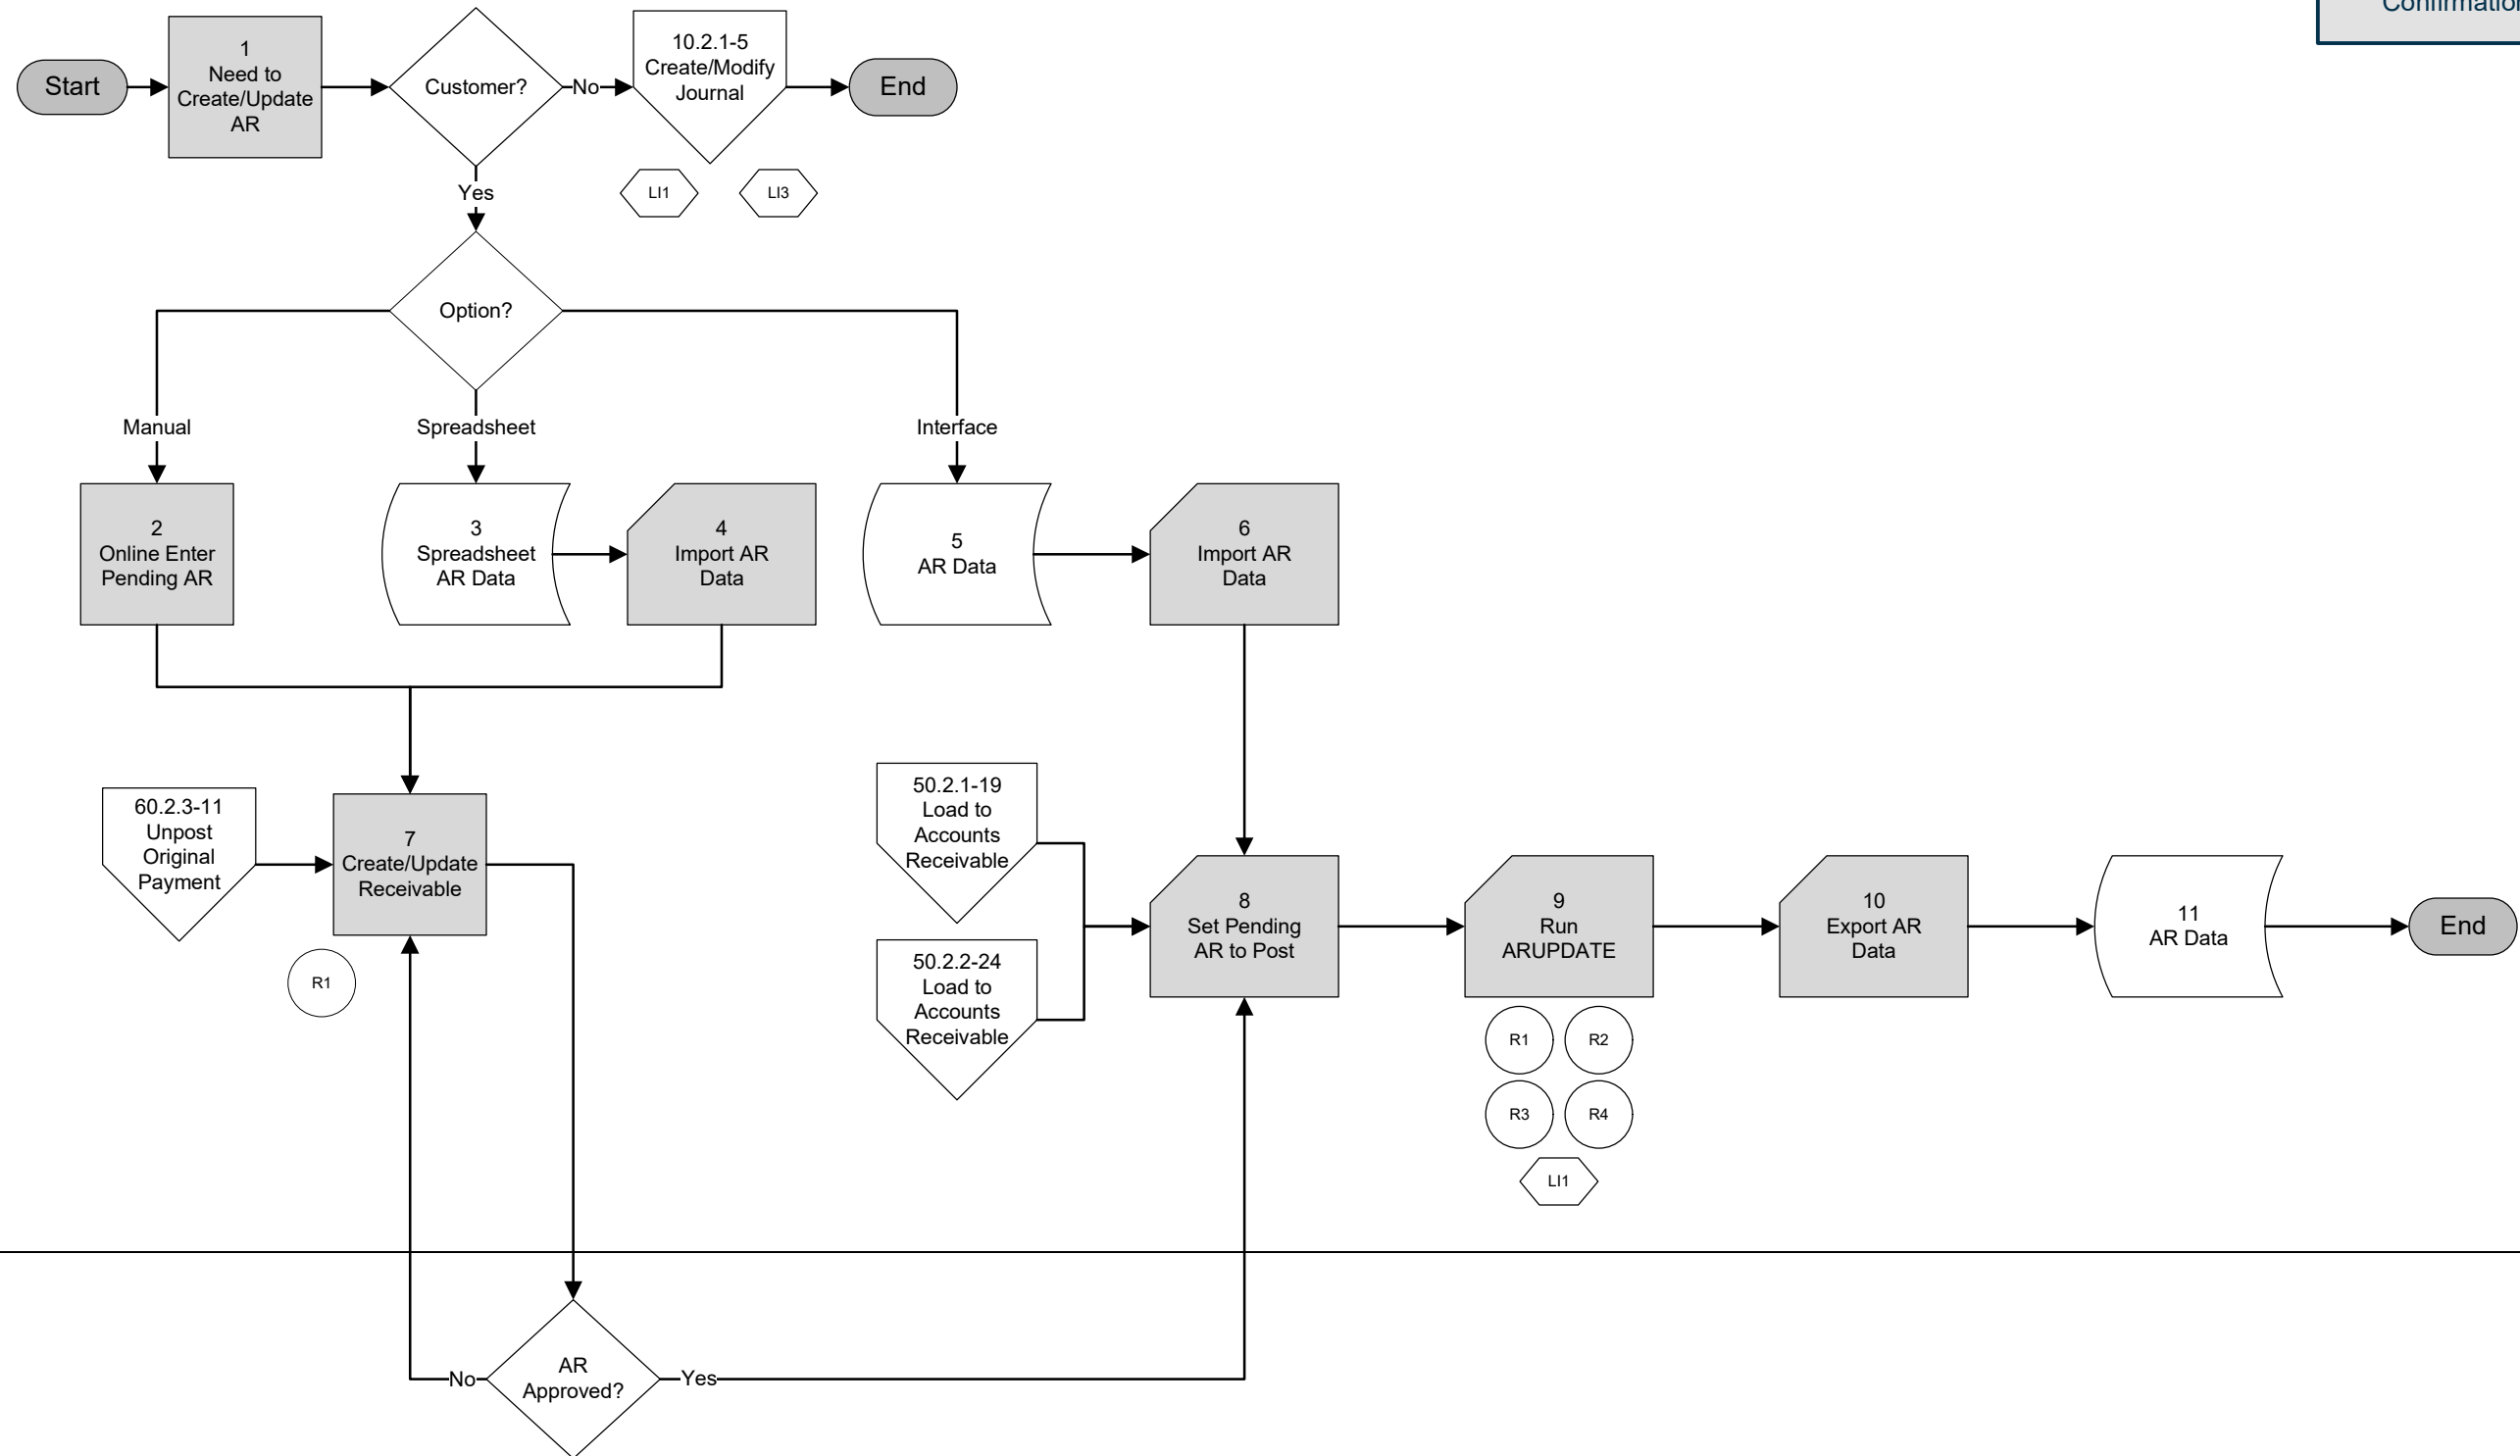 Confirmation
Start
1
Need to
Create/Update
AR
Customer?
No
10.2.1-5
Create/Modify
Journal
End
Yes
LI1
LI3
Option?
Manual
Spreadsheet
Interface
2
Online Enter
Pending AR
3
Spreadsheet
AR Data
4
Import AR
Data
5
AR Data
6
Import AR
Data
60.2.3-11
Unpost
Original
Payment
7
Create/Update
Receivable
R1
50.2.1-19
Load to
Accounts
Receivable
50.2.2-24
Load to
Accounts
Receivable
8
Set Pending
AR to Post
9
Run
ARUPDATE
10
Export AR
Data
11
AR Data
End
R1
R2
R3
R4
LI1
No
AR
Approved?
Yes